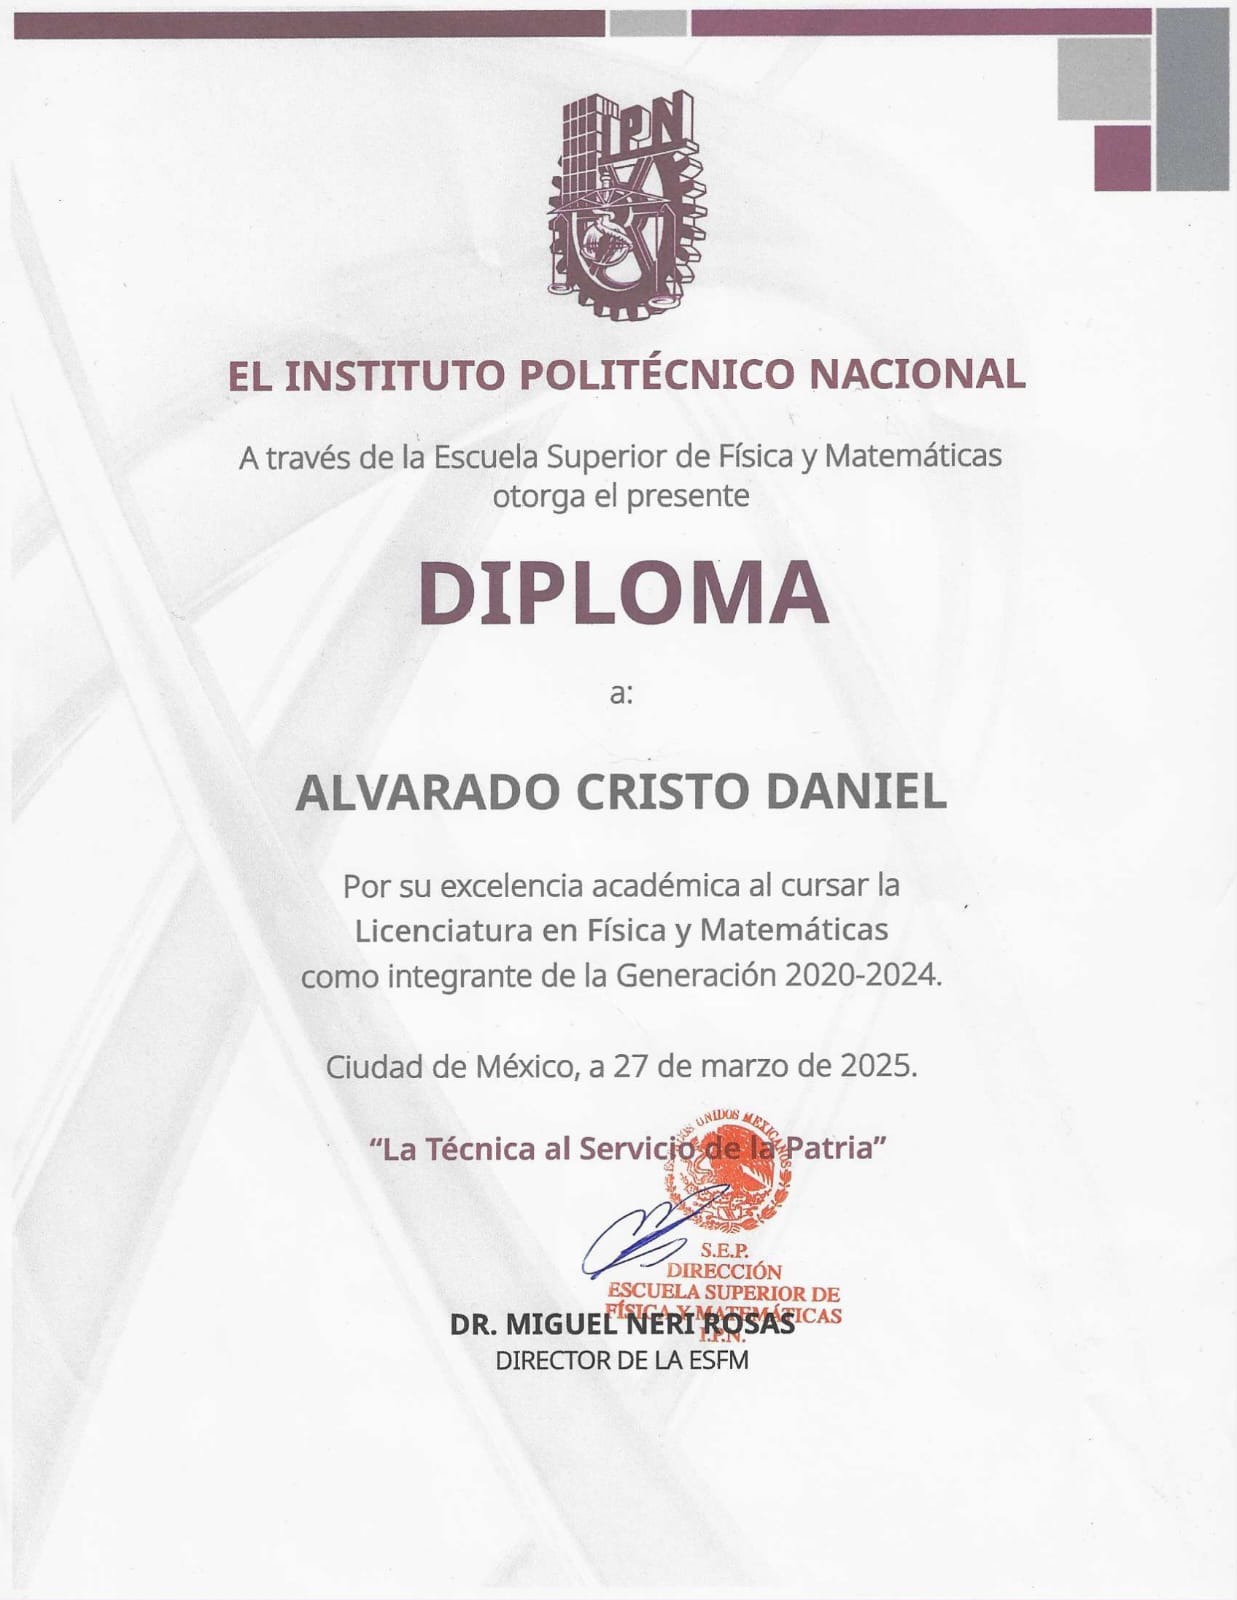 IPN
EL INSTITUTO POLITÉCNICO NACIONAL
A través de la Escuela Superior de Física y Matemáticas
otorga el presente
DIPLOMA
a:
ALVARADO CRISTO DANIEL
Por su excelencia académica al cursar la
Licenciatura en Física y Matemáticas
como integrante de la Generación 2020-2024.
Ciudad de México, a 27 de marzo de 2025.
“La Técnica al Servicio de la Patria”
ESTADOS UNIDOS MEXICANOS
S.E.P.
DIRECCIÓN
ESCUELA SUPERIOR DE
FÍSICA Y MATEMÁTICAS
I.P.N.
DR. MIGUEL NERI ROSAS
DIRECTOR DE LA ESFM